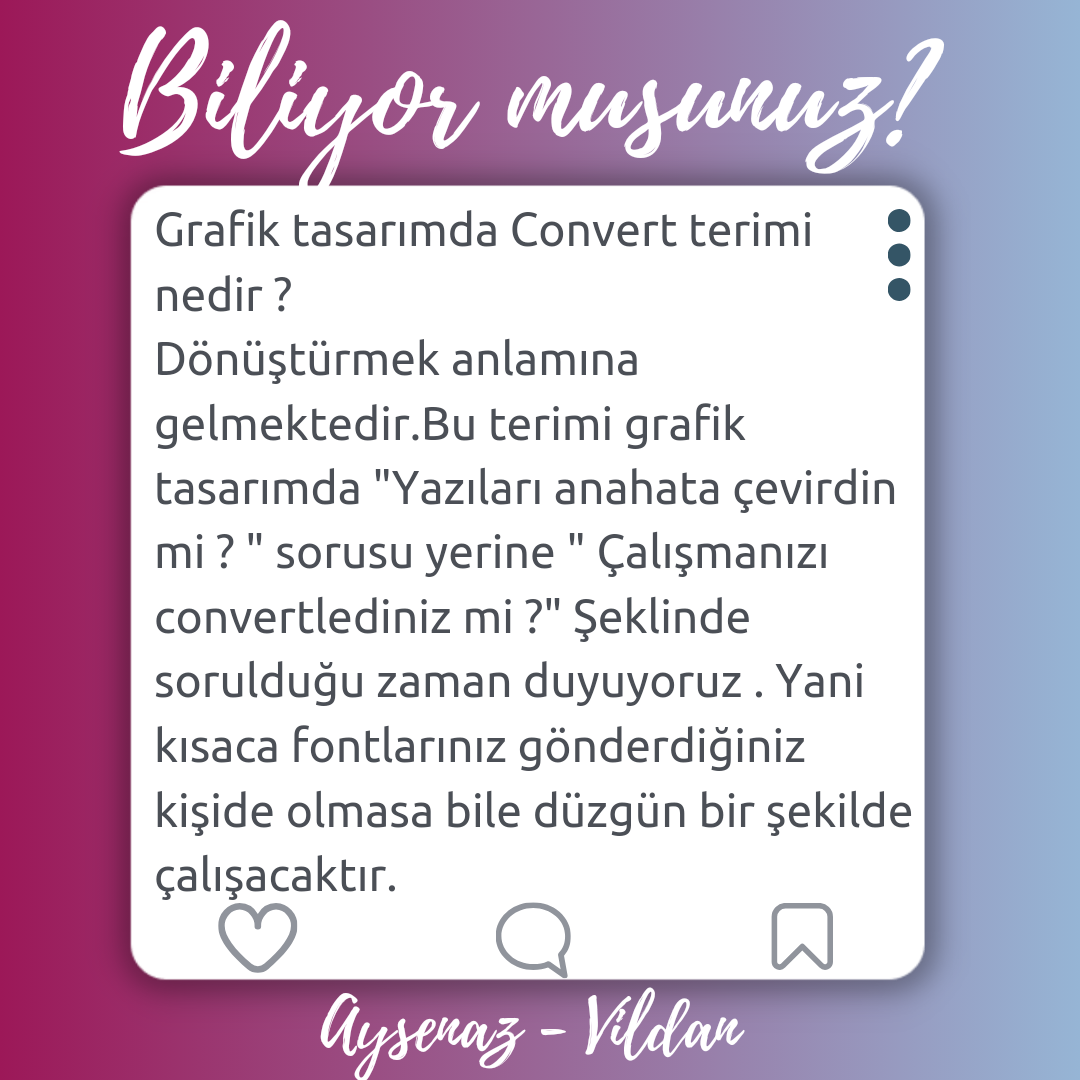 Biliyor musunuz?
Grafik tasarımda Convert terimi
nedir ?
Dönüştürmek anlamına
gelmektedir.Bu terimi grafik
tasarımda "Yazıları anahata çevirdin
mi ? " sorusu yerine " Çalışmanızı
convertlediniz mi ?" Şeklinde
sorulduğu zaman duyuyoruz . Yani
kısaca fontlarınız gönderdiğiniz
kişide olmasa bile düzgün bir şekilde
çalışacaktır.
Aysenaz - Vildan